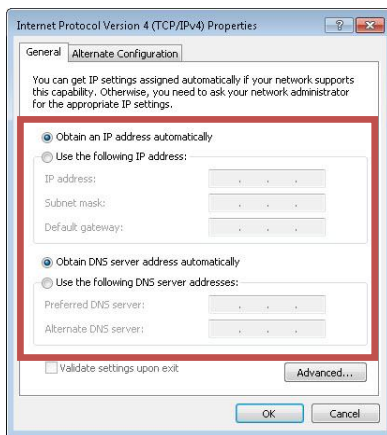 Internet Protocol Version 4 (TCP/IPv4) Properties
General
Alternate Configuration
You can get IP settings assigned automatically if your network supports
this capability. Otherwise, you need to ask your network administrator
for the appropriate IP settings.
Obtain an IP address automatically
Use the following IP address:
IP address:
Subnet mask:
Default gateway:
Obtain DNS server address automatically
Use the following DNS server addresses:
Preferred DNS server:
Alternate DNS server:
Validate settings upon exit
Advanced...
OK
Cancel